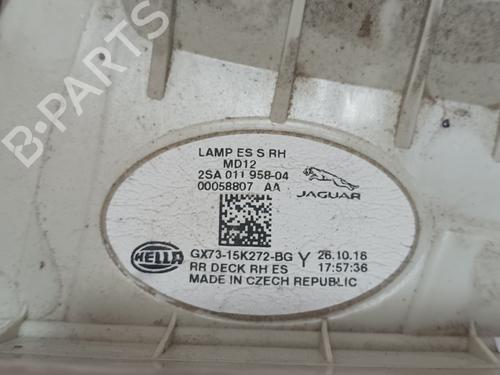 B-PARTS
LAMP ES S RH
MD12
2SA 011 958-04
00058807 AA
JAGUAR
HELLA
GX73-15K272-BG Y 26.10.16
RR DECK RH ES 17:57:36
MADE IN CZECH REPUBLIC